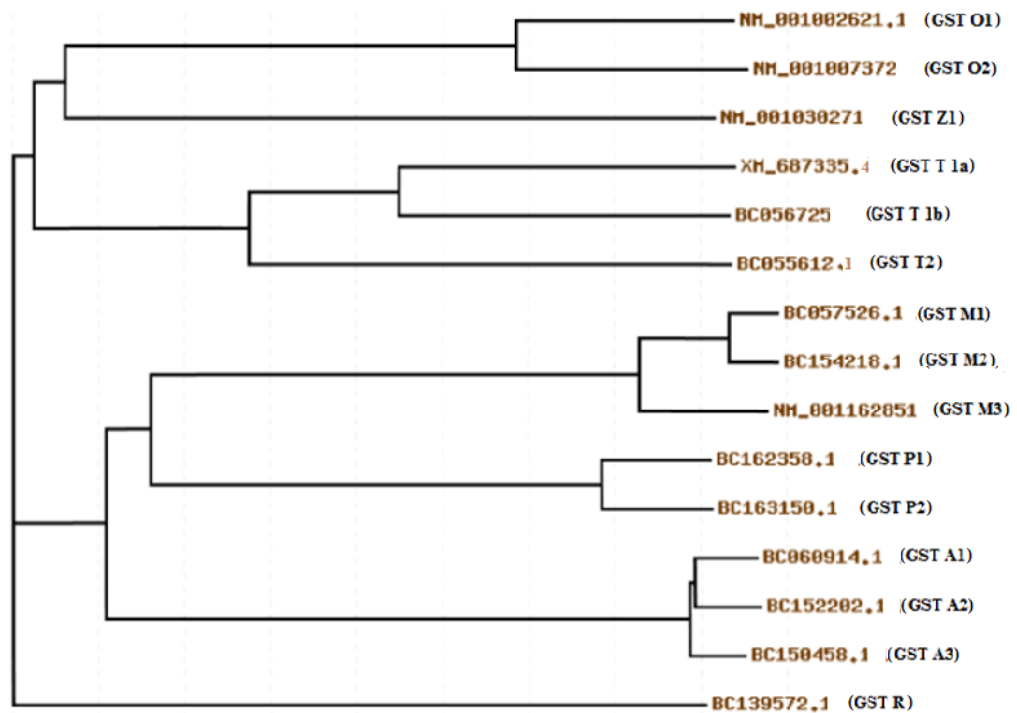 NM_001002621.1 (GST O1)
NM_001007372 (GST O2)
NM_001030271 (GST Z1)
XM_687335.4 (GST T 1a)
BC056725 (GST T 1b)
BC055612.1 (GST T2)
BC057526.1 (GST M1)
BC154218.1 (GST M2)
NM_001162851 (GST M3)
BC162358.1 (GST P1)
BC163150.1 (GST P2)
BC060914.1 (GST A1)
BC152202.1 (GST A2)
BC150458.1 (GST A3)
BC139572.1 (GST R)